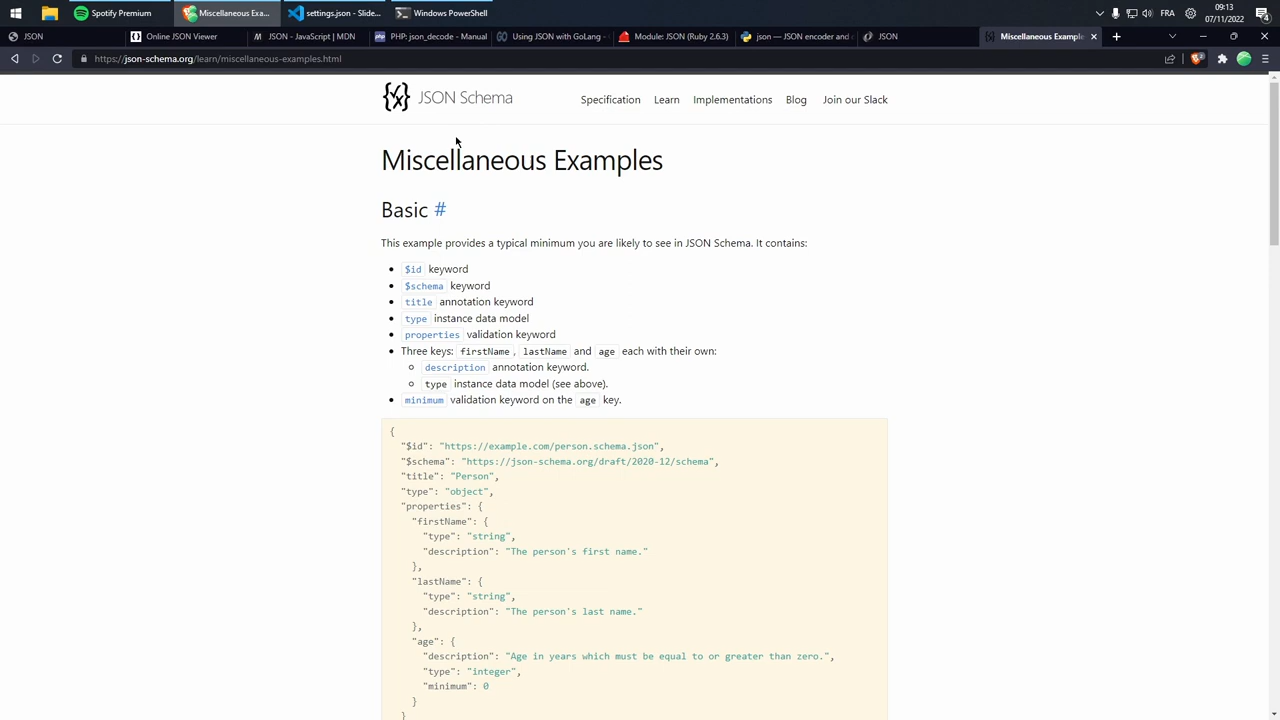 Spotify Premium
Miscellaneous Exa...
settings.json - Slide...
Windows PowerShell
FRA
09:13
07/11/2022
4
JSON
Online JSON Viewer
JSON - JavaScript | MDN
PHP: json_decode - Manual
Using JSON with GoLang -
Module: JSON (Ruby 2.6.3)
json — JSON encoder and
JSON
Miscellaneous Example
https://json-schema.org/learn/miscellaneous-examples.html
2
JSON Schema
Specification
Learn
Implementations
Blog
Join our Slack
Miscellaneous Examples
Basic #
This example provides a typical minimum you are likely to see in JSON Schema. It contains:
$id keyword
$schema keyword
title annotation keyword
type instance data model
properties validation keyword
Three keys: firstName, lastName and age each with their own:
description annotation keyword.
type instance data model (see above).
minimum validation keyword on the age key.
{
"$id": "https://example.com/person.schema.json",
"$schema": "https://json-schema.org/draft/2020-12/schema",
"title": "Person",
"type": "object",
"properties": {
"firstName": {
"type": "string",
"description": "The person's first name."
},
"lastName": {
"type": "string",
"description": "The person's last name."
},
"age": {
"description": "Age in years which must be equal to or greater than zero.",
"type": "integer",
"minimum": 0
}
}